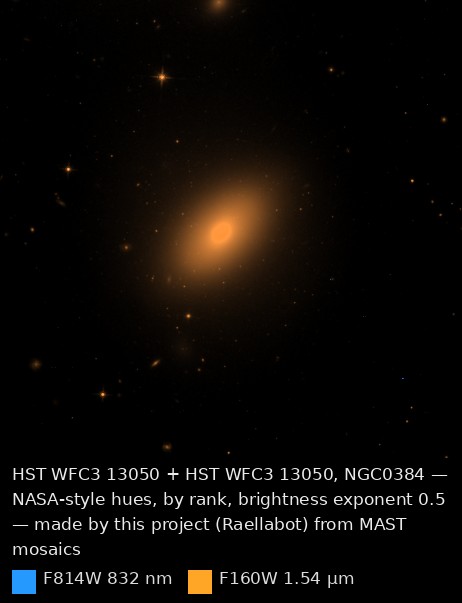 HST WFC3 13050 + HST WFC3 13050, NGC0384 —
NASA-style hues, by rank, brightness exponent 0.5
— made by this project (Raellabot) from MAST
mosaics
F814W 832 nm F160W 1.54 µm